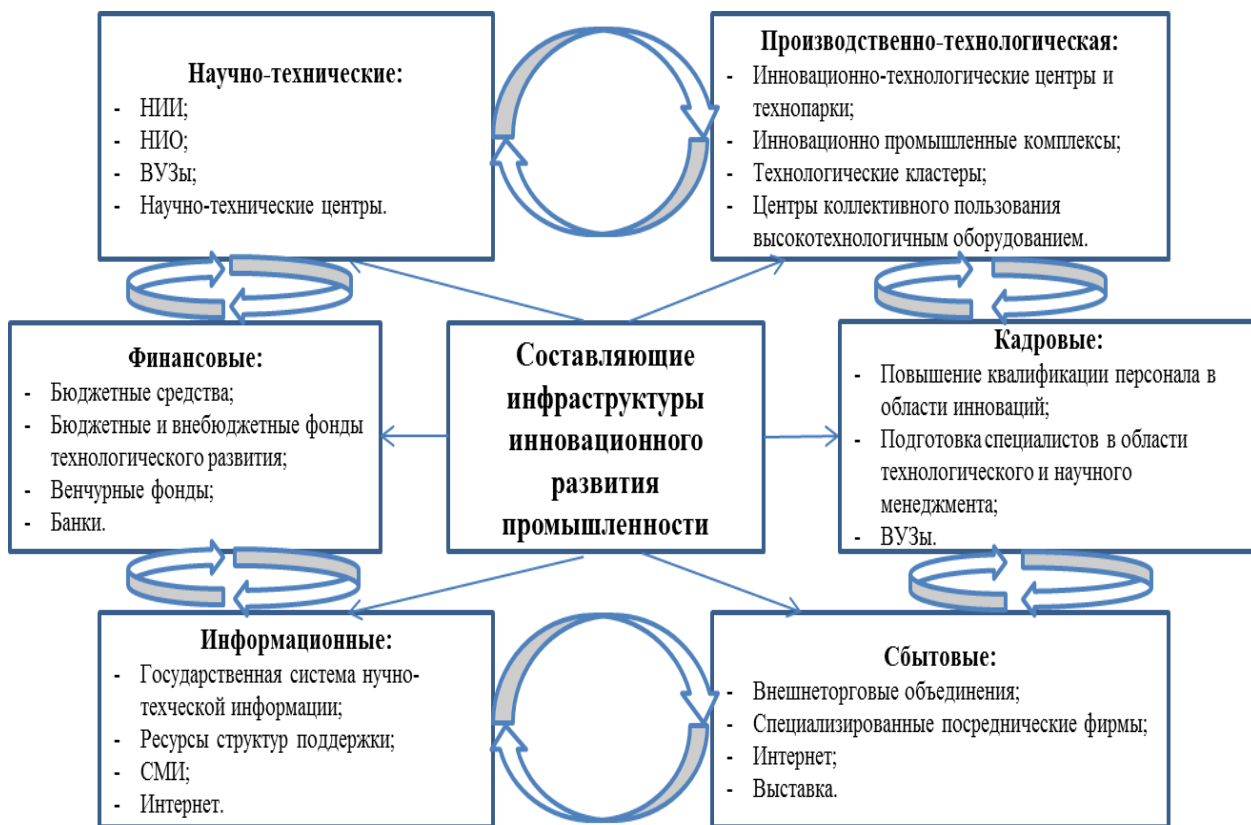 Научно-технические:
- НИИ;
- НИО;
- ВУЗы;
- Научно-технические центры.
Производственно-технологическая:
- Инновационно-технологические центры и
технопарки;
- Инновационно промышленные комплексы;
- Технологические кластеры;
- Центры коллективного пользования
высокотехнологичным оборудованием.
Финансовые:
- Бюджетные средства;
- Бюджетные и внебюджетные фонды
технологического развития;
- Венчурные фонды;
- Банки.
Составляющие
инфраструктуры
инновационного
развития
промышленности
Кадровые:
- Повышение квалификации персонала в
области инноваций;
- Подготовка специалистов в области
технологического и научного
менеджмента;
- ВУЗы.
Информационные:
- Государственная система нучно-
техческой информации;
- Ресурсы структур поддержки;
- СМИ;
- Интернет.
Сбытовые:
- Внешнеторговые объединения;
- Специализированные посреднические фирмы;
- Интернет;
- Выставка.